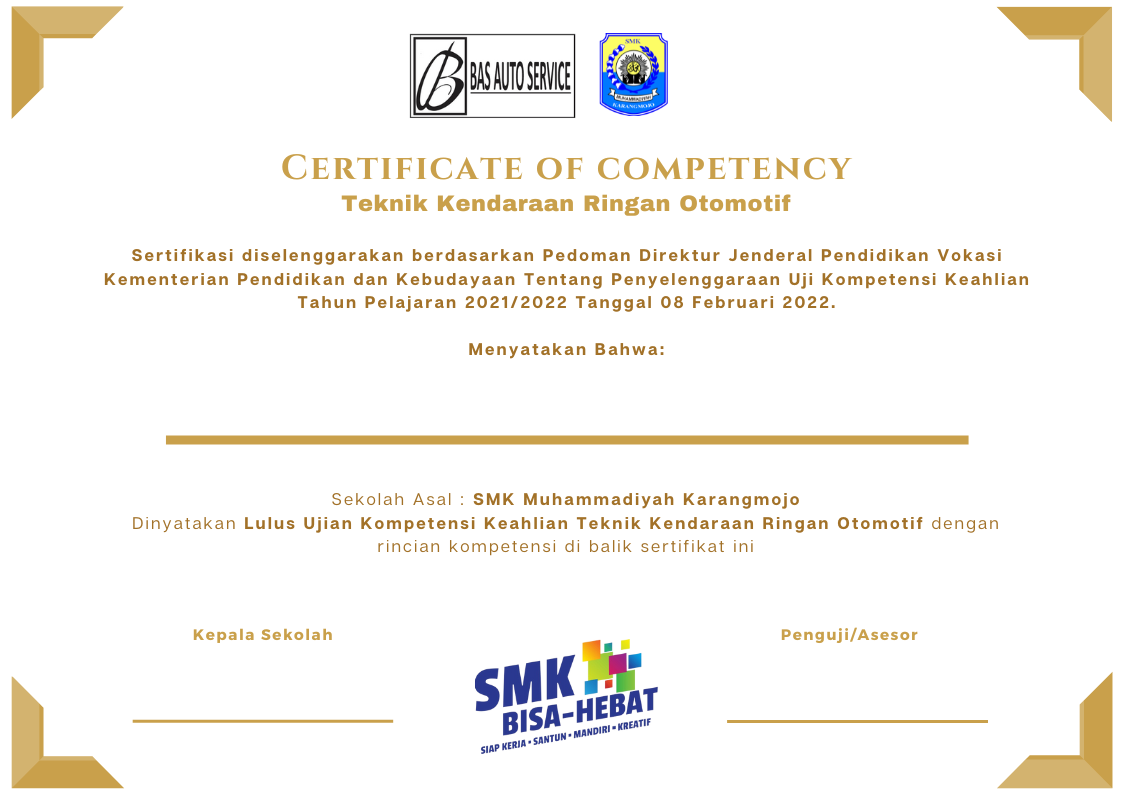 B BAS AUTO SERVICE
SMK
MUHAMMADIYAH
KARANGMOJO
CERTIFICATE OF COMPETENCY
Teknik Kendaraan Ringan Otomotif
Sertifikasi diselenggarakan berdasarkan Pedoman Direktur Jenderal Pendidikan Vokasi
Kementerian Pendidikan dan Kebudayaan Tentang Penyelenggaraan Uji Kompetensi Keahlian
Tahun Pelajaran 2021/2022 Tanggal 08 Februari 2022.
Menyatakan Bahwa:
Sekolah Asal : SMK Muhammadiyah Karangmojo
Dinyatakan Lulus Ujian Kompetensi Keahlian Teknik Kendaraan Ringan Otomotif dengan
rincian kompetensi di balik sertifikat ini
Kepala Sekolah
Penguji/Asesor
SMK
BISA-HEBAT
SIAP KERJA • SANTUN • MANDIRI • KREATIF